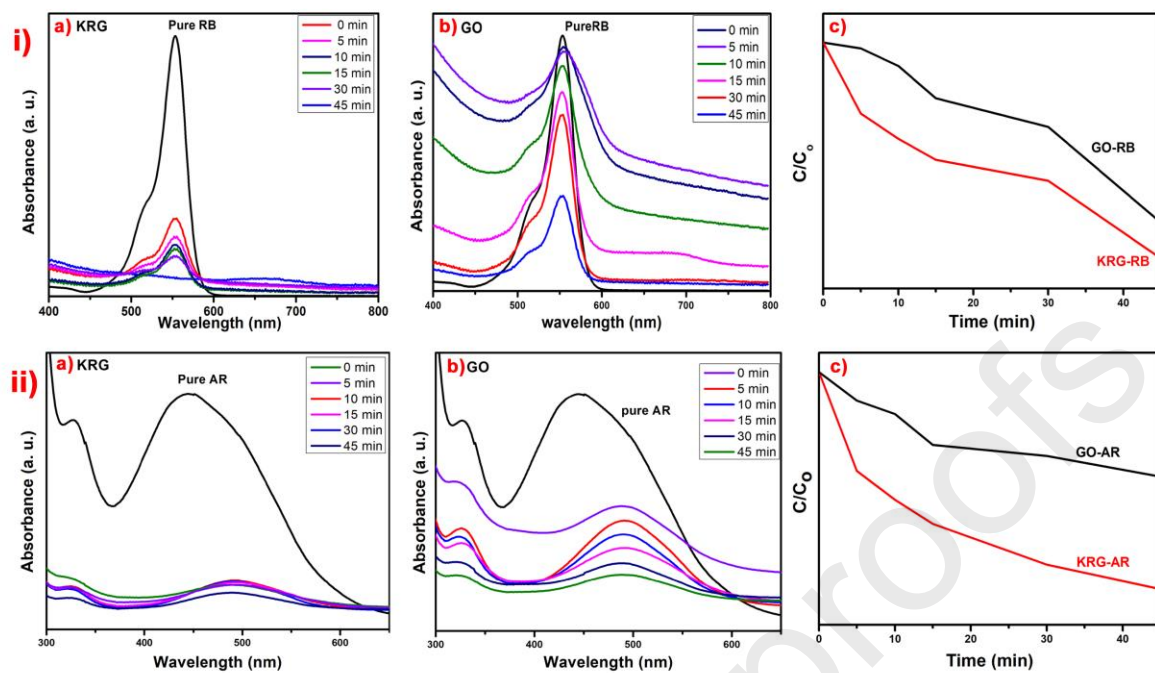 i)
a) KRG
Pure RB
0 min
5 min
10 min
15 min
30 min
45 min
Absorbance (a. u.)
400 500 600 700 800
Wavelength (nm)
b) GO
PureRB
0 min
5 min
10 min
15 min
30 min
45 min
Absorbance (a. u.)
400 500 600 700 800
wavelength (nm)
c)
C/Co
GO-RB
KRG-RB
0 10 20 30 40
Time (min)
ii)
a) KRG
Pure AR
0 min
5 min
10 min
15 min
30 min
45 min
Absorbance (a. u.)
300 400 500 600
Wavelength (nm)
b) GO
pure AR
0 min
5 min
10 min
15 min
30 min
45 min
Absorbance (a. u.)
300 400 500 600
Wavelength (nm)
c)
C/CO
GO-AR
KRG-AR
0 10 20 30 40
Time (min)
proofs